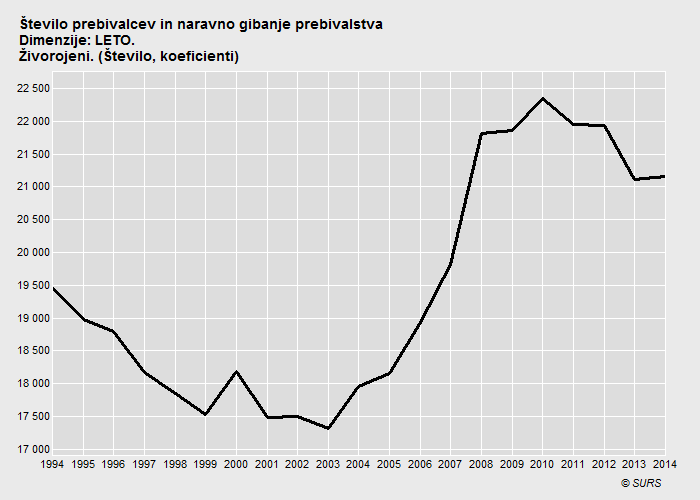 Število prebivalcev in naravno gibanje prebivalstva
Dimenzije: LETO.
Živorojeni. (Število, koeficienti)
22 500
22 000
21 500
21 000
20 500
20 000
19 500
19 000
18 500
18 000
17 500
17 000
1994 1995 1996 1997 1998 1999 2000 2001 2002 2003 2004 2005 2006 2007 2008 2009 2010 2011 2012 2013 2014
© SURS